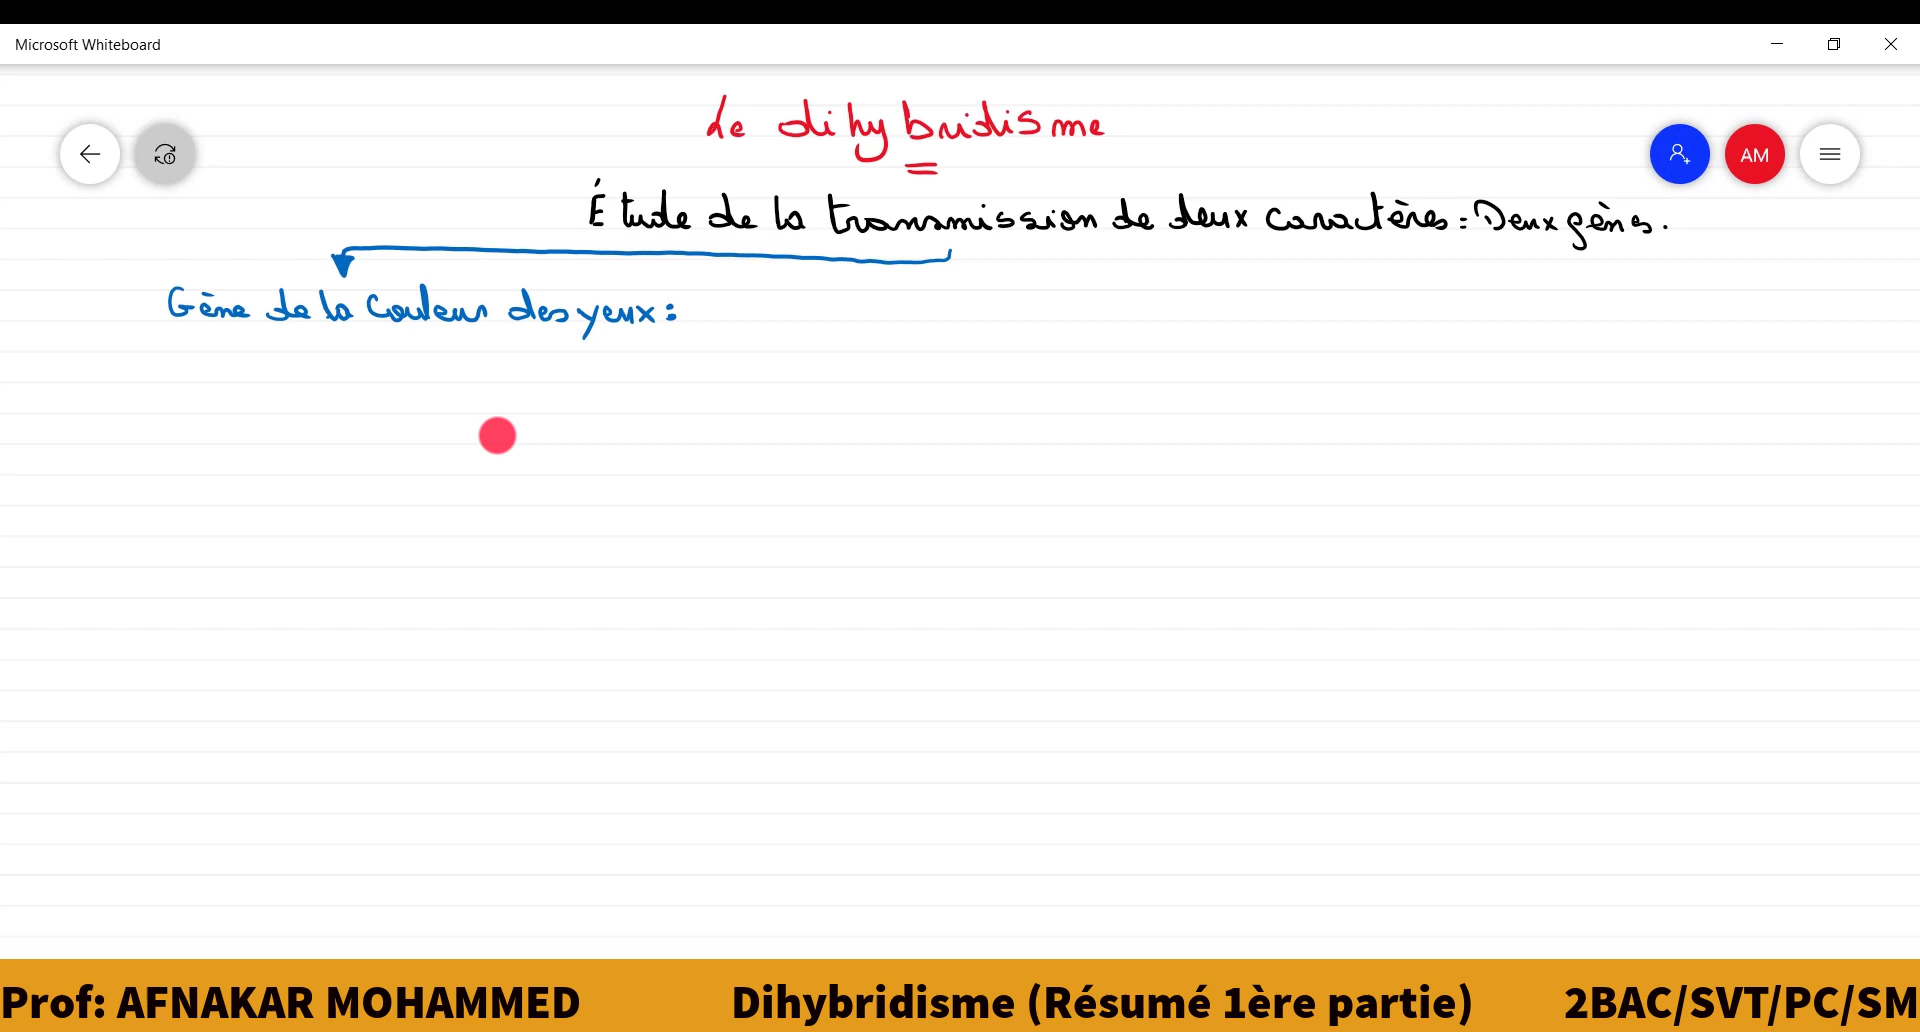 Microsoft Whiteboard
Le dihybridisme
AM
Étude de la transmission de deux caractères = Deux gènes.
Gène de la Couleur des yeux :
Prof: AFNAKAR MOHAMMED Dihybridisme (Résumé 1ère partie) 2BAC/SVT/PC/SM